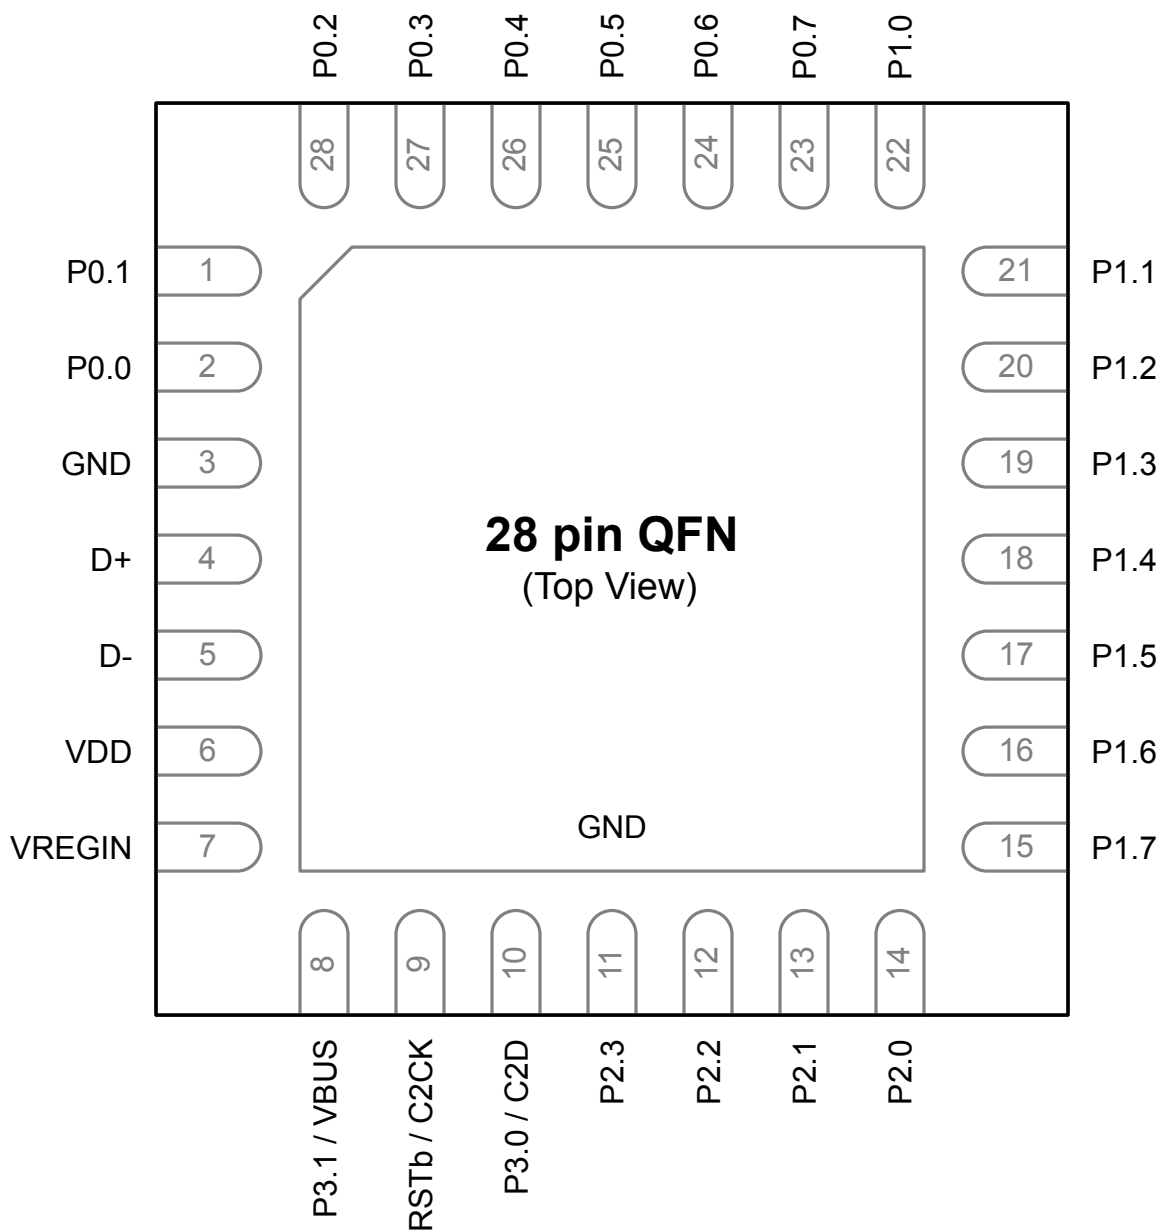 P0.2
P0.3
P0.4
P0.5
P0.6
P0.7
P1.0
28
27
26
25
24
23
22
P0.1 1
P0.0 2
GND 3
D+ 4
D- 5
VDD 6
VREGIN 7
28 pin QFN
(Top View)
GND
21 P1.1
20 P1.2
19 P1.3
18 P1.4
17 P1.5
16 P1.6
15 P1.7
8
9
10
11
12
13
14
P3.1 / VBUS
RSTb / C2CK
P3.0 / C2D
P2.3
P2.2
P2.1
P2.0